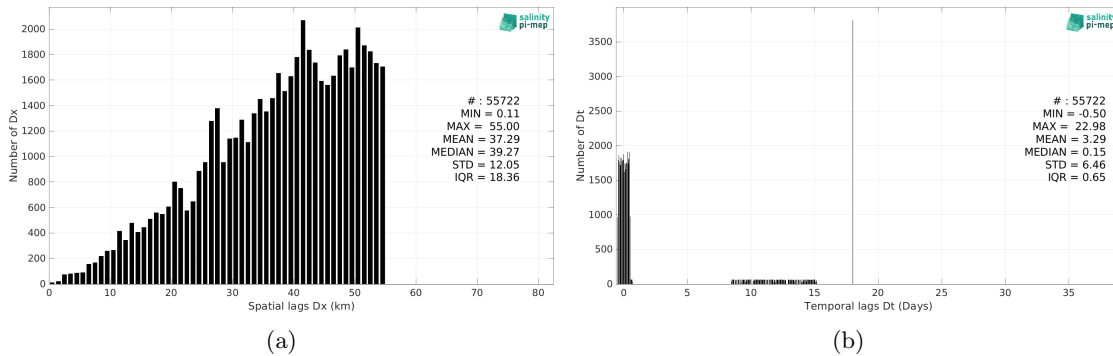 salinity
pi-mep
2000
1800
1600
1400
1200
1000
800
600
400
200
0
Number of Dx
# : 55722
MIN = 0.11
MAX = 55.00
MEAN = 37.29
MEDIAN = 39.27
STD = 12.05
IQR = 18.36
0 10 20 30 40 50 60 70 80
Spatial lags Dx (km)
(a)
salinity
pi-mep
3500
3000
2500
2000
1500
1000
500
0
Number of Dt
# : 55722
MIN = -0.50
MAX = 22.98
MEAN = 3.29
MEDIAN = 0.15
STD = 6.46
IQR = 0.65
0 5 10 15 20 25 30 35
Temporal lags Dt (Days)
(b)